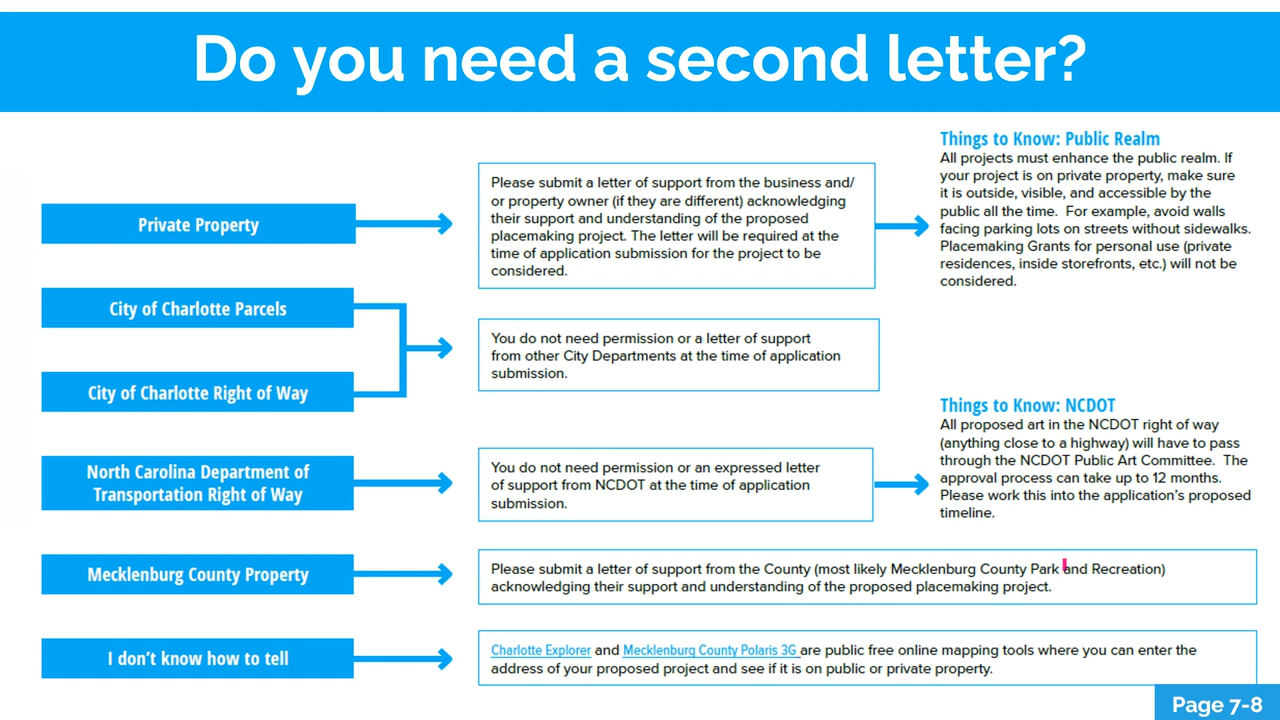 Do you need a second letter?
Private Property
Please submit a letter of support from the business and/
or property owner (if they are different) acknowledging
their support and understanding of the proposed
placemaking project. The letter will be required at the
time of application submission for the project to be
considered.
Things to Know: Public Realm
All projects must enhance the public realm. If
your project is on private property, make sure
it is outside, visible, and accessible by the
public all the time. For example, avoid walls
facing parking lots on streets without sidewalks.
Placemaking Grants for personal use (private
residences, inside storefronts, etc.) will not be
considered.
City of Charlotte Parcels
City of Charlotte Right of Way
You do not need permission or a letter of support
from other City Departments at the time of application
submission.
North Carolina Department of
Transportation Right of Way
You do not need permission or an expressed letter
of support from NCDOT at the time of application
submission.
Things to Know: NCDOT
All proposed art in the NCDOT right of way
(anything close to a highway) will have to pass
through the NCDOT Public Art Committee. The
approval process can take up to 12 months.
Please work this into the application's proposed
timeline.
Mecklenburg County Property
Please submit a letter of support from the County (most likely Mecklenburg County Park and Recreation)
acknowledging their support and understanding of the proposed placemaking project.
I don't know how to tell
Charlotte Explorer and Mecklenburg County Polaris 3G are public free online mapping tools where you can enter the
address of your proposed project and see if it is on public or private property.
Page 7-8